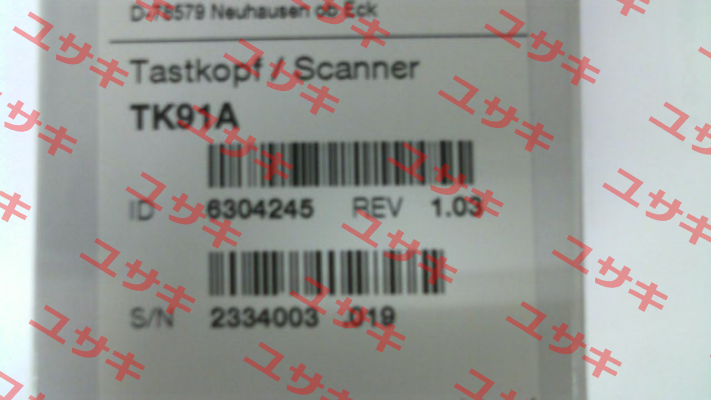 D-78579 Neuhausen ob Eck
Tastkopf / Scanner
TK91A
ID 6304245 REV 1.03
S/N 2334003 .019
ユサキ